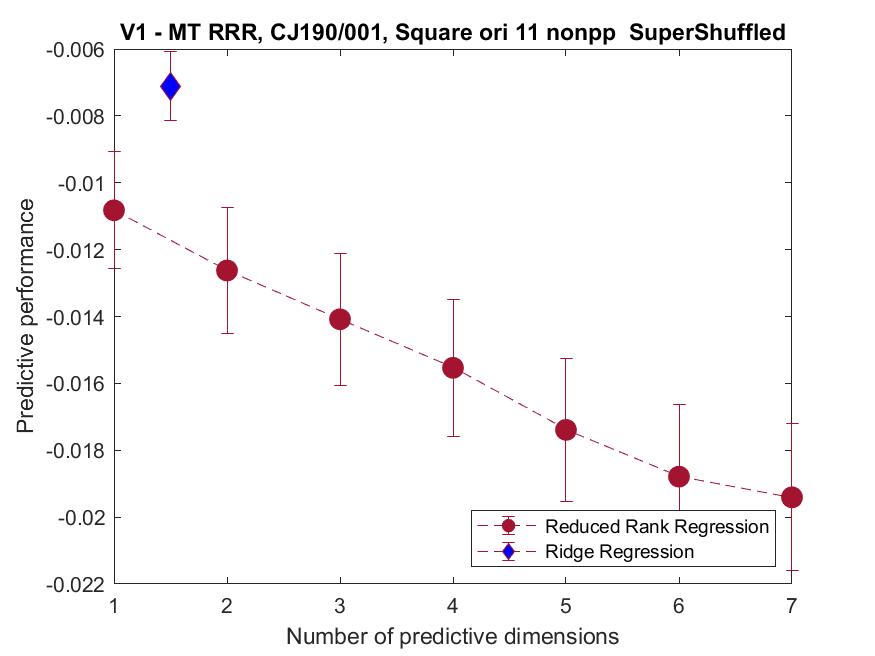 V1 - MT RRR, CJ190/001, Square ori 11 nonpp  SuperShuffled
-0.006
-0.008
-0.01
-0.012
-0.014
-0.016
-0.018
-0.02
-0.022
Predictive performance
Reduced Rank Regression
Ridge Regression
1 2 3 4 5 6 7
Number of predictive dimensions